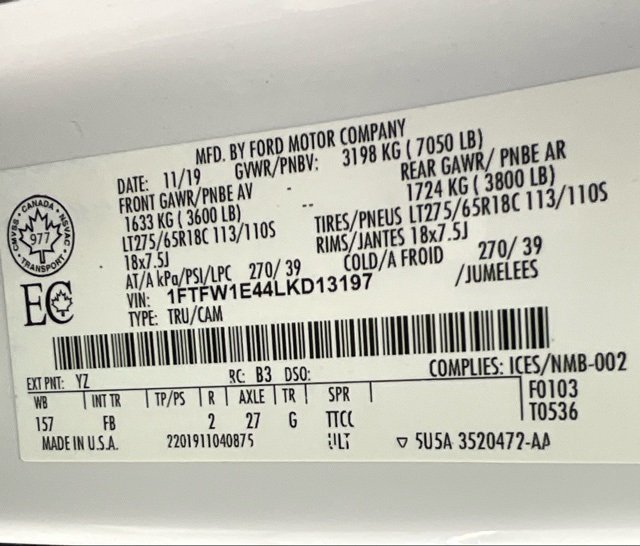 MFD. BY FORD MOTOR COMPANY
DATE: 11/19 GVWR/PNBV: 3198 KG ( 7050 LB)
FRONT GAWR/PNBE AV REAR GAWR/ PNBE AR
1633 KG ( 3600 LB) 1724 KG ( 3800 LB)
LT275/65R18C 113/110S TIRES/PNEUS LT275/65R18C 113/110S
18x7.5J RIMS/JANTES 18x7.5J
AT/A kPa/PSI/LPC 270/ 39 COLD/A FROID 270/ 39
VIN: 1FTFW1E44LKD13197 /JUMELEES
TYPE: TRU/CAM
CANADA
CMVSS NSVAC
977
TRANSPORT
EC
EXT PNT: YZ RC: B3 DSO: COMPLIES: ICES/NMB-002
WB INT TR TP/PS R AXLE TR SPR F0103
157 FB 2 27 G TTCC T0536
MADE IN U.S.A. 2201911040875 ULT ▽ 5U5A 3520472-AA